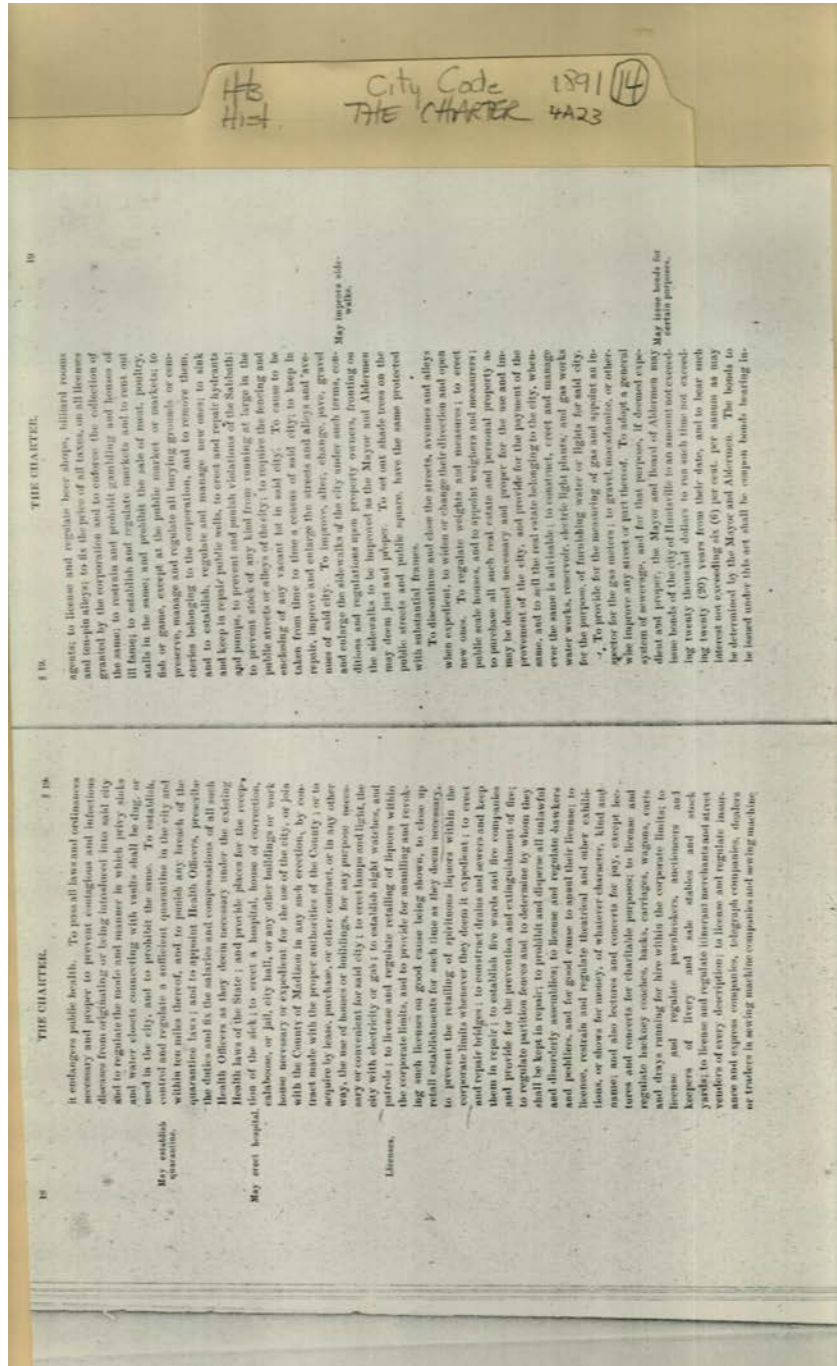 Hb City Code 1891 14
Hist. THE CHARTER 4A23
18 THE CHARTER. § 19.
it endangers public health. To pass all laws and ordinances
necessary and proper to prevent contagious and infectious
diseases from originating or being introduced into said city
and to regulate the mode and manner in which privy sinks
and water closets connecting with vaults shall be dug, or
used in the city, and to prohibit the same. To establish,
May establish quarantine.
control and regulate a sufficient quarantine in the city and
within ten miles thereof, and to punish any breach of the
quarantine laws; and to appoint Health Officers, prescribe
the duties and fix the salaries and compensations of all such
Health Officers as they deem necessary under the existing
Health laws of the State; and provide places for the recep-
May erect hospital.
tion of the sick; to erect a hospital, house of correction,
calaboose, or jail, city hall, or any other buildings or work
house necessary or expedient for the use of the city, or join
with the County of Madison in any such erection, by con-
tract made with the proper authorities of the County; or to
acquire by lease, purchase, or other contract, or in any other
way, the use of houses or buildings, for any purpose neces-
sary or convenient for said city; to erect lamps and light, the
city with electricity or gas; to establish night watches, and
patrols; to license and regulate retailing of liquors within
Licenses.
the corporate limits, and to provide for annulling and revok-
ing such licenses on good cause being shown, to close up
retail establishments for such time as they deem necessary,
to prevent the retailing of spirituous liquors within the
corporate limits whenever they deem it expedient; to erect
and repair bridges; to construct drains and sewers and keep
them in repair; to establish fire wards and fire companies
and provide for the prevention and extinguishment of fire;
to regulate partition fences and to determine by whom they
shall be kept in repair; to prohibit and disperse all unlawful
and disorderly assemblies; to license and regulate hawkers
and peddlers, and for good cause to annul their license; to
license, restrain and regulate theatrical and other exhibi-
tions, or shows for money, of whatever character, kind and
name; and also lectures and concerts for pay, except lec-
tures and concerts for charitable purposes; to license and
regulate hackney coaches, hacks, carriages, wagons, carts
and drays running for hire within the corporate limits; to
license and regulate pawnbrokers, auctioneers and
keepers of livery and sale stables and stock
yards; to license and regulate itinerant merchants and street
venders of every description; to license and regulate insur-
ance and express companies, telegraph companies, dealers
or traders in sewing machine companies and sewing machine
§ 19. THE CHARTER. 19
agents; to license and regulate beer shops, billiard rooms
and ten-pin alleys; to fix the price of all taxes, on all licenses
granted by the corporation and to enforce the collection of
the same; to restrain and prohibit gambling and houses of
ill fame; to establish and regulate markets and to rent out
stalls in the same; and prohibit the sale of meat, poultry,
fish or game, except at the public market or markets; to
preserve, manage and regulate all burying grounds or cem-
eteries belonging to the corporation, and to remove them,
and to establish, regulate and manage new ones; to sink
and keep in repair public wells, to erect and repair hydrants
and pumps, to prevent and punish violations of the Sabbath;
to prevent stock of any kind from running at large in the
public streets or alleys of the city; to require the fencing and
enclosing of any vacant lot in said city. To cause to be
taken from time to time a census of said city; to keep in
repair, improve and enlarge the streets and alleys and ave-
nues of said city. To improve, alter, change, pave, gravel
May improve side-walks.
and enlarge the sidewalks of the city under such terms, con-
ditions and regulations upon property owners, fronting on
the sidewalks to be improved as the Mayor and Aldermen
may deem just and proper. To set out shade trees on the
public streets and public square, have the same protected
with substantial frames.
To discontinue and close the streets, avenues and alleys
when expedient, to widen or change their direction and open
new ones. To regulate weights and measures; to erect
public scale houses, and to appoint weighers and measurers;
to purchase all such real estate and personal property as
may be deemed necessary and proper for the use and im-
provement of the city, and provide for the payment of the
same, and to sell the real estate belonging to the city, when-
ever the same is advisable; to construct, erect and manage
water works, reservoir, electric light plants, and gas works
for the purpose, of furnishing water or lights for said city.
To provide for the measuring of gas and appoint an in-
spector for the gas meters; to gravel macadamize, or other-
wise improve any street or part thereof. To adopt a general
system of sewerage, and for that purpose, if deemed expe-
dient and proper, the Mayor and Board of Aldermen may
May issue bonds for certain purposes.
issue bonds of the city of Huntsville to an amount not exceed-
ing twenty thousand dollars to run such time not exceed-
ing twenty (20) years from their date, and to bear such
interest not exceeding six (6) per cent. per annum as may
be determined by the Mayor and Aldermen. The bonds to
be issued under this act shall be coupon bonds bearing in-